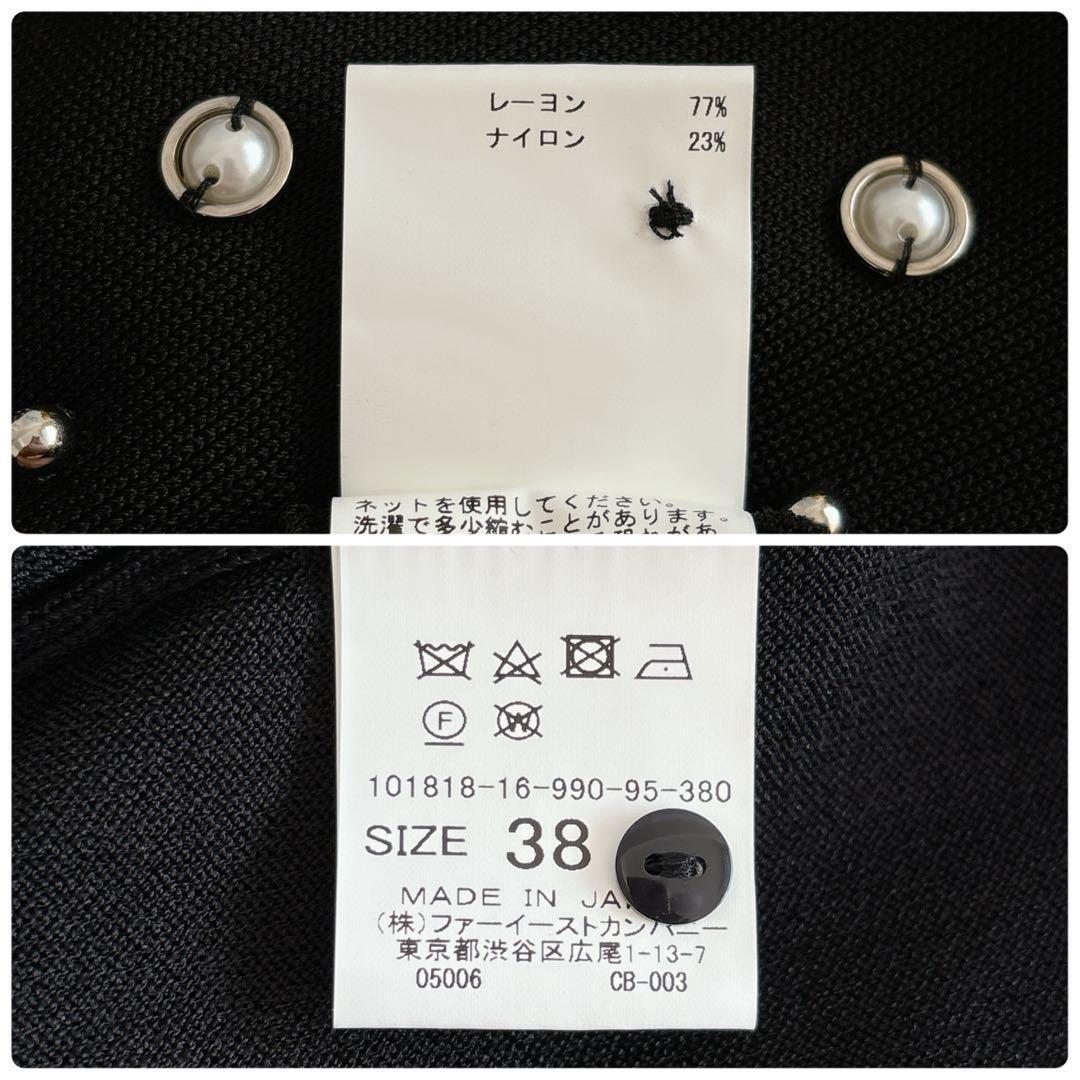 レーヨン 77%
ナイロン 23%
ネットを使用してください。
洗濯で多少縮むことがあります。
F
W
101818-16-990-95-380
SIZE 38
MADE IN
(株)ファーイーストカンパニー
東京都渋谷区広尾1-13-7
05006 CB-003